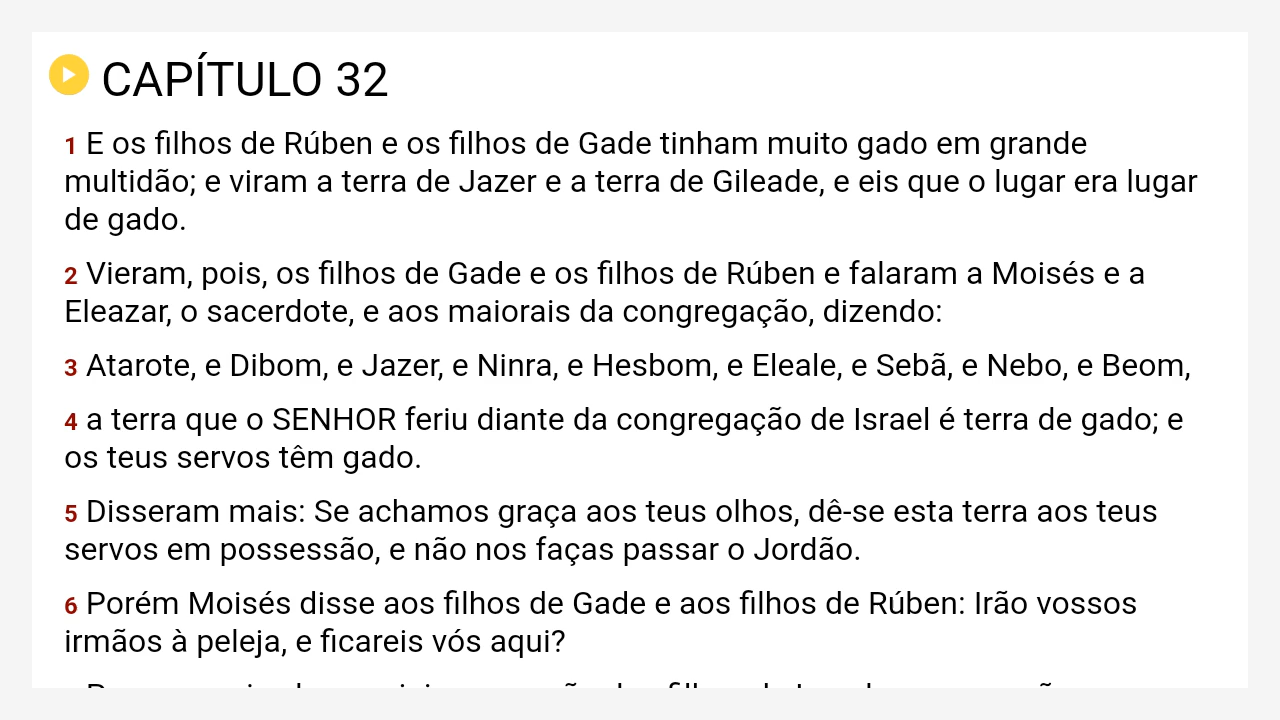 CAPÍTULO 32
1 E os filhos de Rúben e os filhos de Gade tinham muito gado em grande
multidão; e viram a terra de Jazer e a terra de Gileade, e eis que o lugar era lugar
de gado.
2 Vieram, pois, os filhos de Gade e os filhos de Rúben e falaram a Moisés e a
Eleazar, o sacerdote, e aos maiorais da congregação, dizendo:
3 Atarote, e Dibom, e Jazer, e Ninra, e Hesbom, e Eleale, e Sebã, e Nebo, e Beom,
4 a terra que o SENHOR feriu diante da congregação de Israel é terra de gado; e
os teus servos têm gado.
5 Disseram mais: Se achamos graça aos teus olhos, dê-se esta terra aos teus
servos em possessão, e não nos faças passar o Jordão.
6 Porém Moisés disse aos filhos de Gade e aos filhos de Rúben: Irão vossos
irmãos à peleja, e ficareis vós aqui?